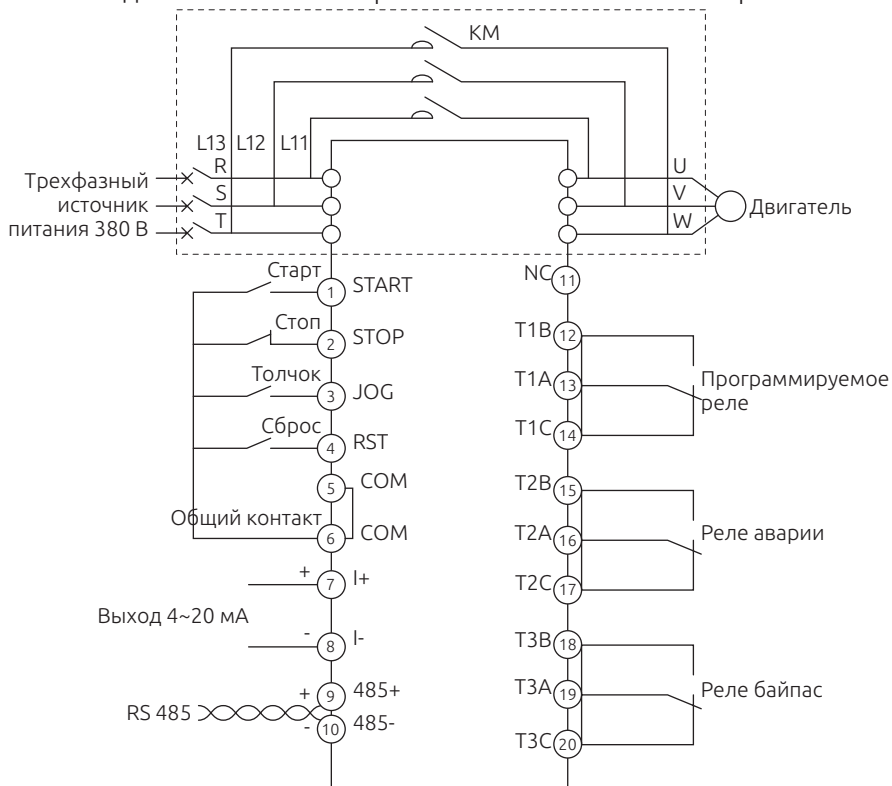 KM
L13 L12 L11
R
S
T
Трехфазный
источник
питания 380 В
U
V
W
Двигатель
Старт
1
START
Стоп
2
STOP
Толчок
3
JOG
Сброс
4
RST
5
COM
Общий контакт
6
COM
+
7
I+
Выход 4~20 мА
-
8
I-
RS 485
+
9
485+
-
10
485-
NC
11
T1B
12
T1A
13
T1C
14
Программируемое
реле
T2B
15
T2A
16
T2C
17
Реле аварии
T3B
18
T3A
19
T3C
20
Реле байпас